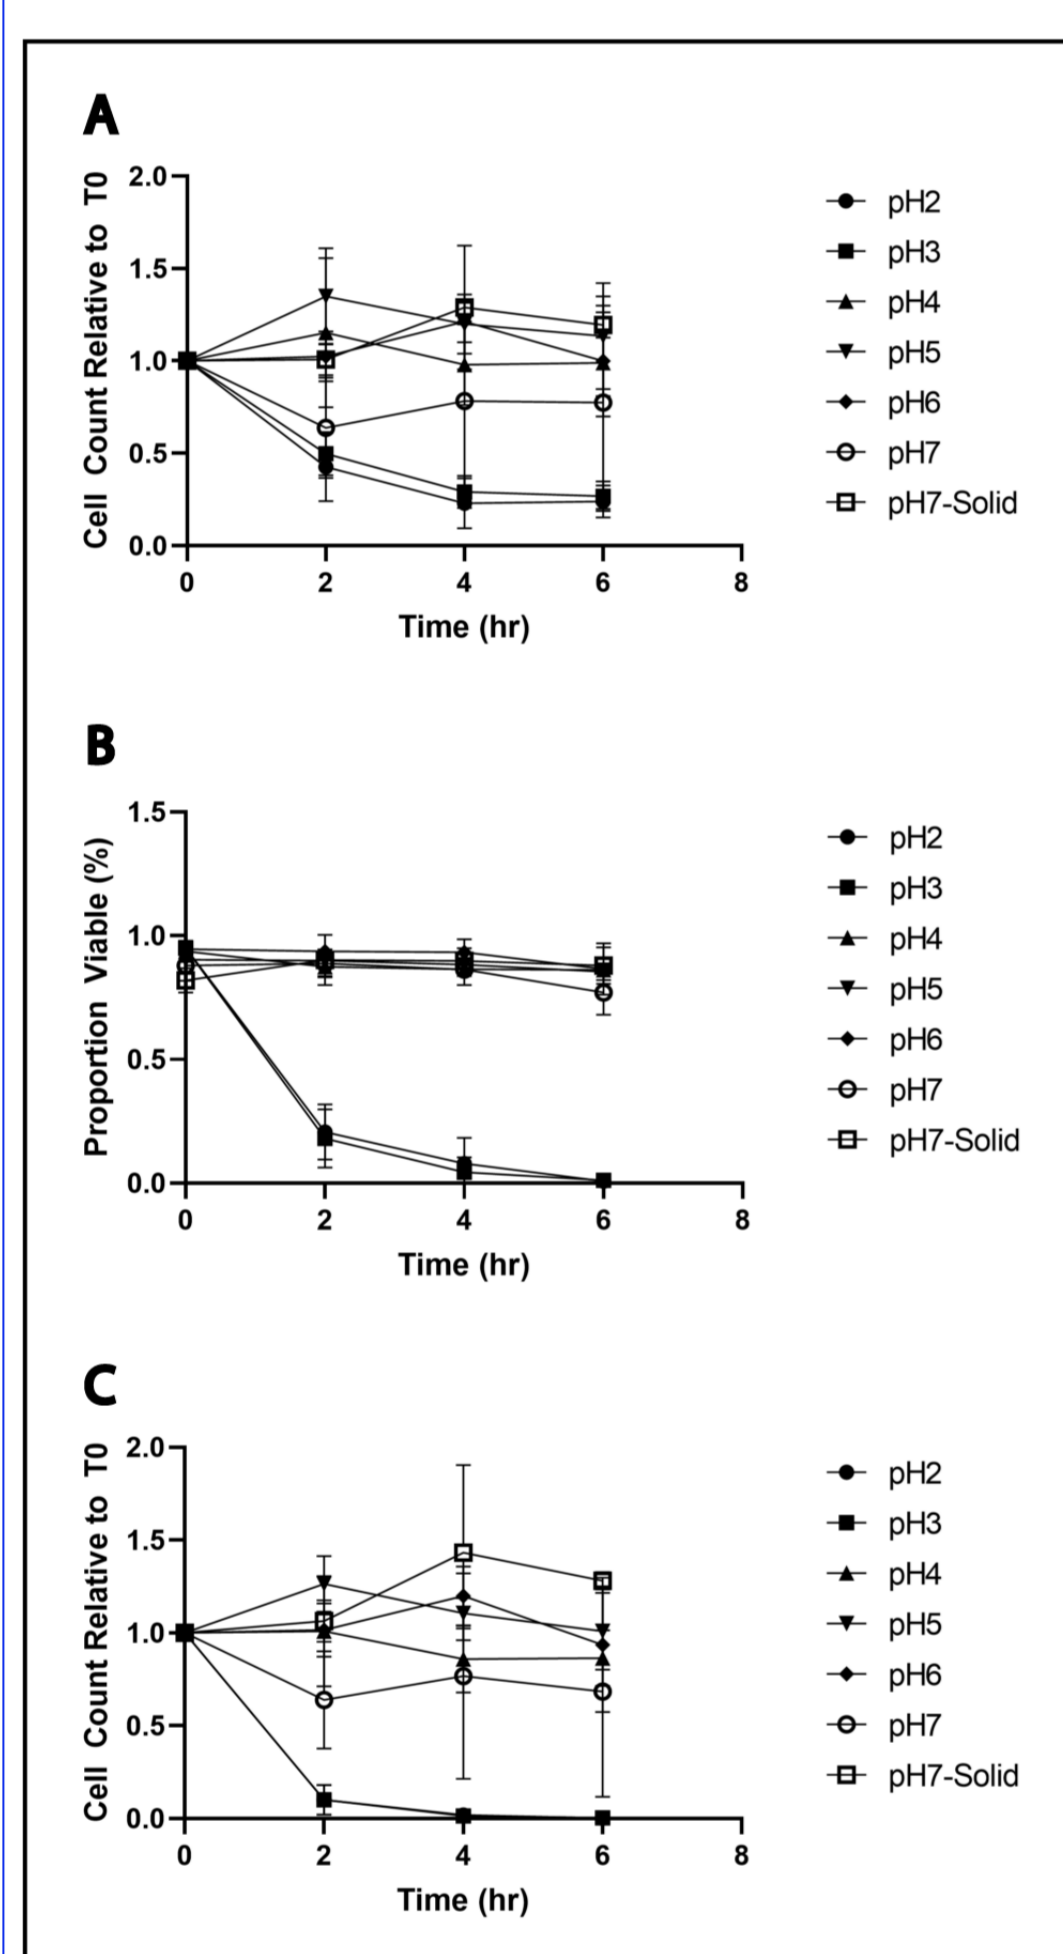 A
Cell Count Relative to T0
2.0
1.5
1.0
0.5
0.0
0 2 4 6 8
Time (hr)
pH2
pH3
pH4
pH5
pH6
pH7
pH7-Solid
B
Proportion Viable (%)
1.5
1.0
0.5
0.0
0 2 4 6 8
Time (hr)
pH2
pH3
pH4
pH5
pH6
pH7
pH7-Solid
C
Cell Count Relative to T0
2.0
1.5
1.0
0.5
0.0
0 2 4 6 8
Time (hr)
pH2
pH3
pH4
pH5
pH6
pH7
pH7-Solid